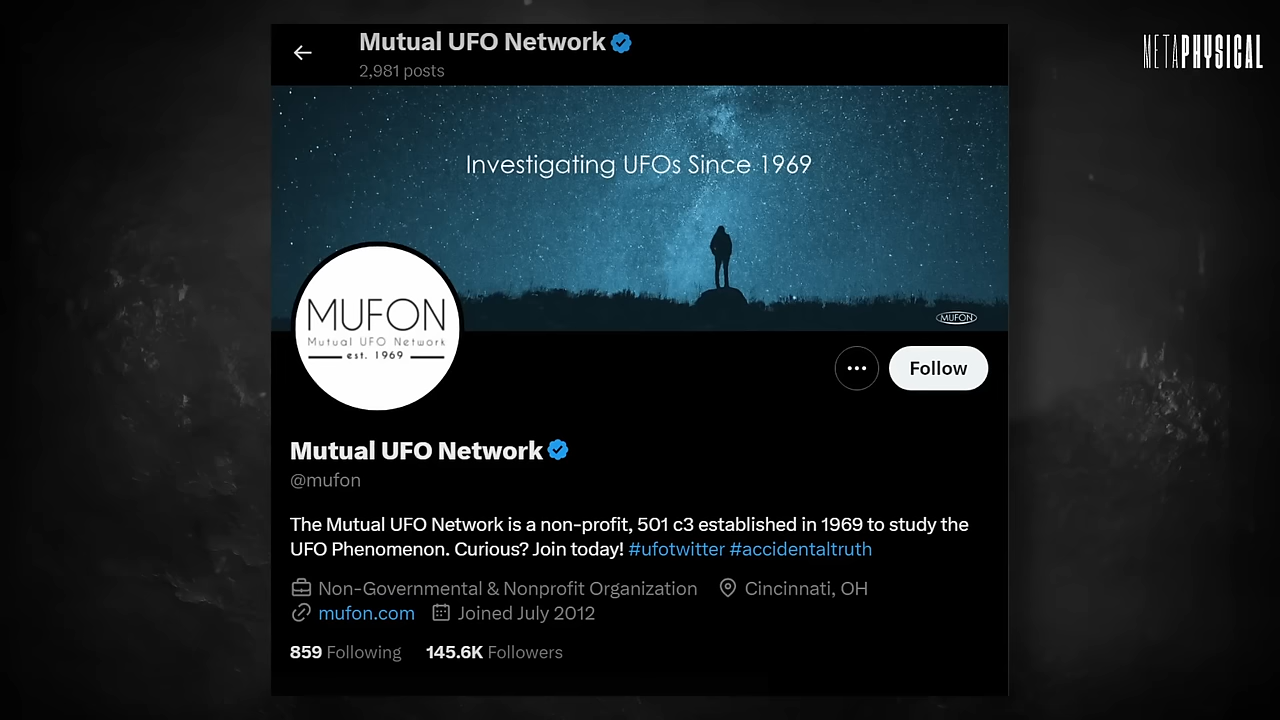 Mutual UFO Network
2,981 posts
METAPHYSICAL
Investigating UFOs Since 1969
MUFON
MUFON
Mutual UFO Network
est. 1969
Follow
Mutual UFO Network
@mufon
The Mutual UFO Network is a non-profit, 501 c3 established in 1969 to study the
UFO Phenomenon. Curious? Join today! #ufotwitter #accidentaltruth
Non-Governmental & Nonprofit Organization Cincinnati, OH
mufon.com Joined July 2012
859 Following 145.6K Followers